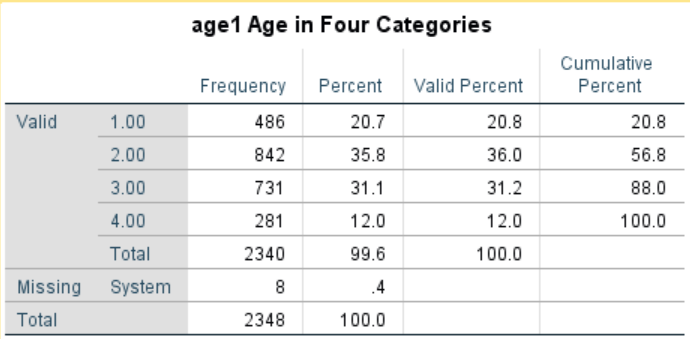 age1 Age in Four Categories
Frequency Percent Valid Percent Cumulative Percent
Valid 1.00 486 20.7 20.8 20.8
2.00 842 35.8 36.0 56.8
3.00 731 31.1 31.2 88.0
4.00 281 12.0 12.0 100.0
Total 2340 99.6 100.0
Missing System 8 .4
Total 2348 100.0